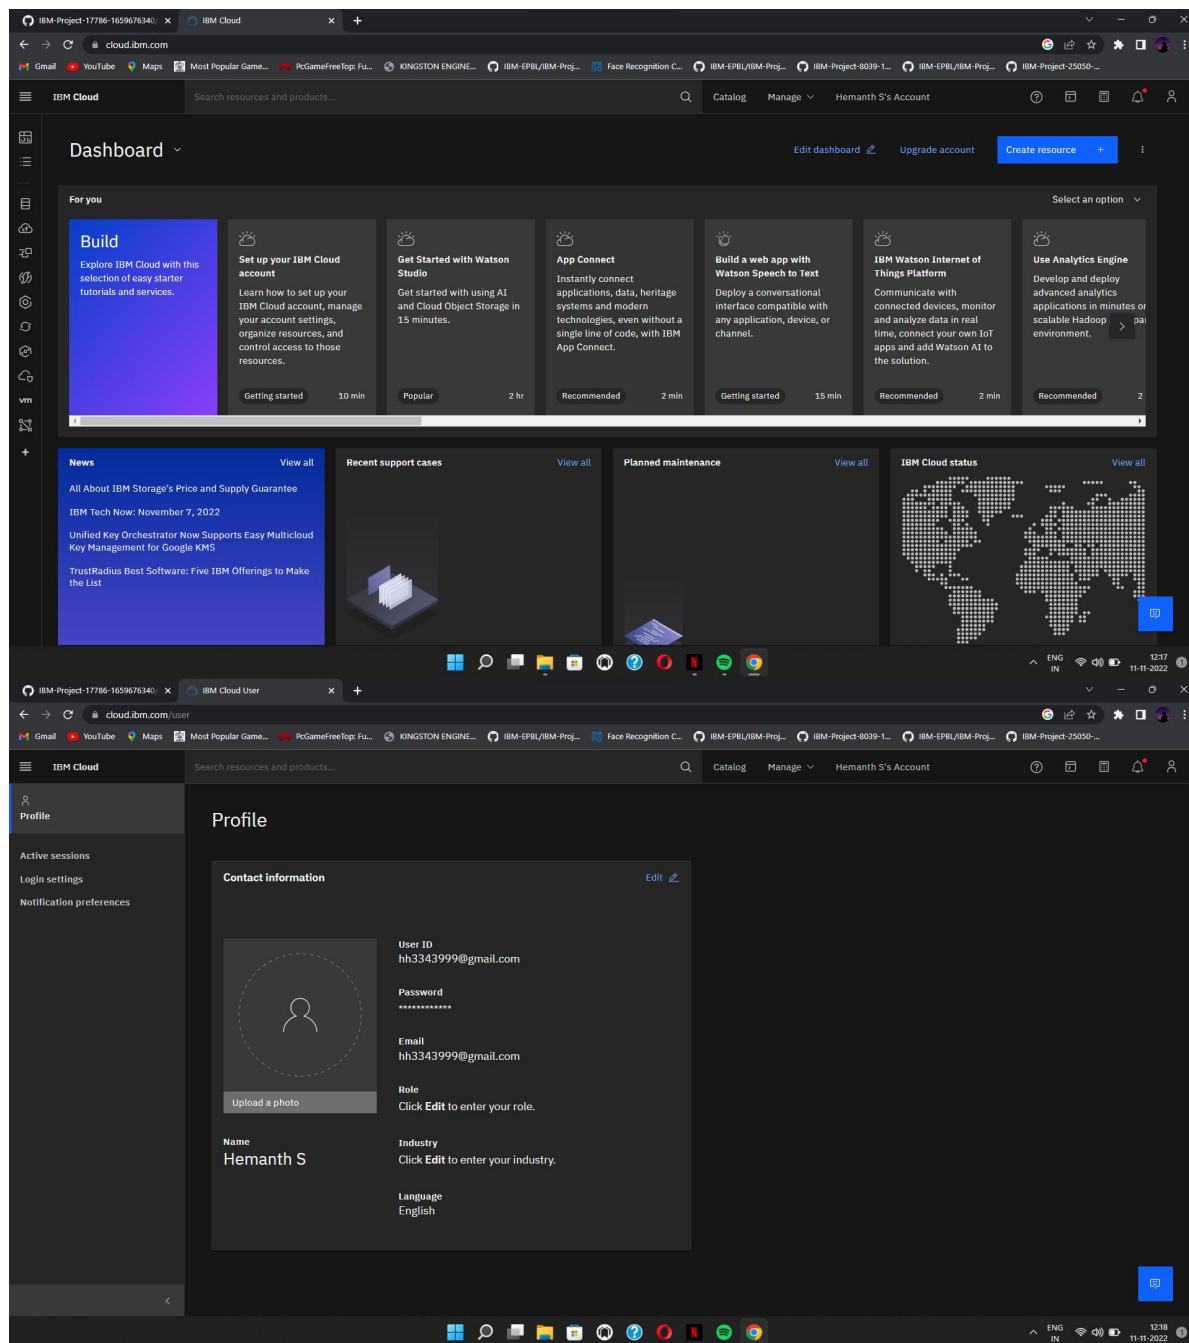 IBM-Project-17786-1659676340/
IBM Cloud
cloud.ibm.com
Gmail YouTube Maps Most Popular Game... PcGameFreeTop: Fu... KINGSTON ENGINE... IBM-EPBL/IBM-Proj... Face Recognition C... IBM-EPBL/IBM-Proj... IBM-Project-8039-1... IBM-EPBL/IBM-Proj... IBM-Project-25050-...
IBM Cloud Search resources and products... Catalog Manage Hemanth S's Account
Dashboard Edit dashboard Upgrade account Create resource +
For you Select an option
Build
Explore IBM Cloud with this
selection of easy starter
tutorials and services.
Set up your IBM Cloud
account
Learn how to set up your
IBM Cloud account, manage
your account settings,
organize resources, and
control access to those
resources.
Getting started 10 min
Get Started with Watson
Studio
Get started with using AI
and Cloud Object Storage in
15 minutes.
Popular 2 hr
App Connect
Instantly connect
applications, data, heritage
systems and modern
technologies, even without a
single line of code, with IBM
App Connect.
Recommended 2 min
Build a web app with
Watson Speech to Text
Deploy a conversational
interface compatible with
any application, device, or
channel.
Getting started 15 min
IBM Watson Internet of
Things Platform
Communicate with
connected devices, monitor
and analyze data in real
time, connect your own IoT
apps and add Watson AI to
the solution.
Recommended 2 min
Use Analytics Engine
Develop and deploy
advanced analytics
applications in minutes or
scalable Hadoop
environment.
Recommended 2
vm
News View all
All About IBM Storage's Price and Supply Guarantee
IBM Tech Now: November 7, 2022
Unified Key Orchestrator Now Supports Easy Multicloud
Key Management for Google KMS
TrustRadius Best Software: Five IBM Offerings to Make
the List
Recent support cases View all
Planned maintenance View all
IBM Cloud status View all
ENG
IN
12:17
11-11-2022
IBM-Project-17786-1659676340/
IBM Cloud User
cloud.ibm.com/user
Gmail YouTube Maps Most Popular Game... PcGameFreeTop: Fu... KINGSTON ENGINE... IBM-EPBL/IBM-Proj... Face Recognition C... IBM-EPBL/IBM-Proj... IBM-Project-8039-1... IBM-EPBL/IBM-Proj... IBM-Project-25050-...
IBM Cloud Search resources and products... Catalog Manage Hemanth S's Account
Profile
Active sessions
Login settings
Notification preferences
Profile
Contact information Edit
Upload a photo
Name
Hemanth S
User ID
hh3343999@gmail.com
Password
************
Email
hh3343999@gmail.com
Role
Click Edit to enter your role.
Industry
Click Edit to enter your industry.
Language
English
ENG
IN
12:18
11-11-2022